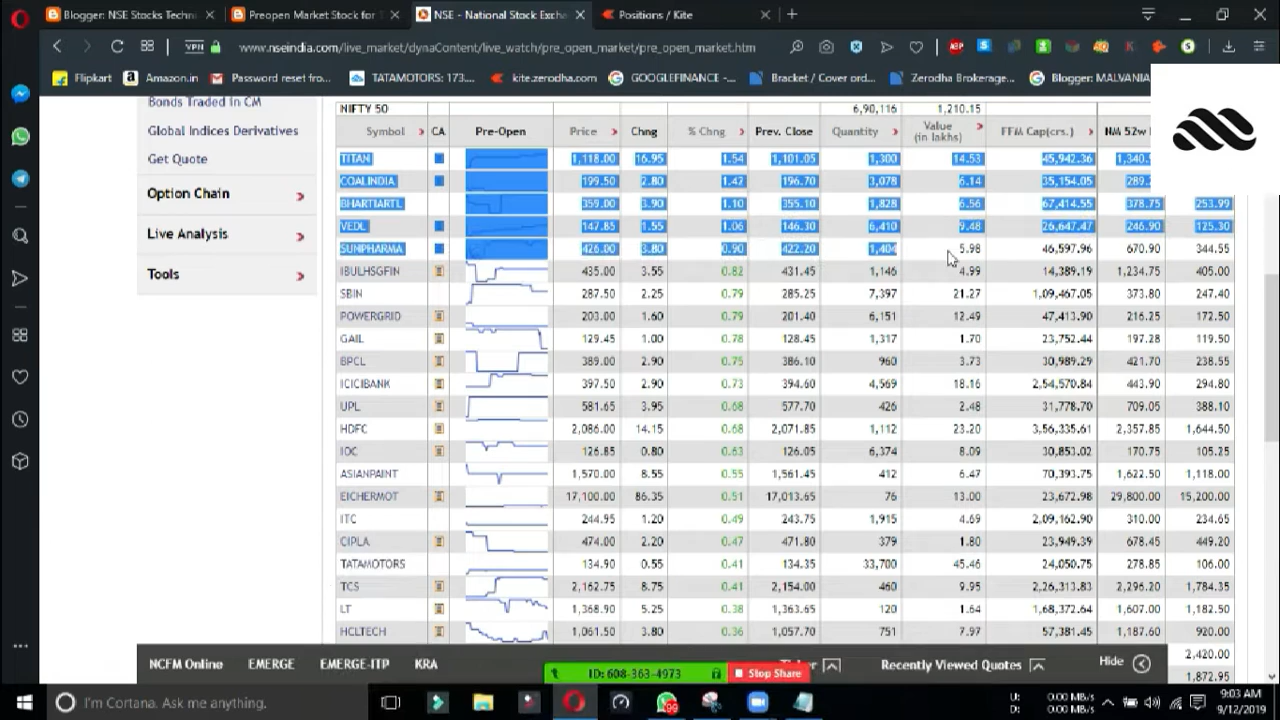 Blogger: NSE Stocks Techni
Preopen Market Stock for T
NSE - National Stock Excha
Positions / Kite
VPN
www.nseindia.com/live_market/dynaContent/live_watch/pre_open_market/pre_open_market.htm
ABP
Flipkart
Amazon.in
Password reset fro...
TATAMOTORS: 173....
kite.zerodha.com
GOOGLEFINANCE -...
Bracket / Cover ord...
Zerodha Brokerage...
Blogger: MALVANIA
Bonds Traded In CM
Global Indices Derivatives
Get Quote
Option Chain
Live Analysis
Tools
NIFTY 50 6,90,116 1,210.15
Symbol CA Pre-Open Price Chng % Chng Prev. Close Quantity Value (in lakhs) FFM Cap(crs.) NM 52w
TITAN 1,118.00 16.95 1.54 1,101.05 1,300 14.53 45,942.36 1,340.
COALINDIA 199.50 2.80 1.42 196.70 3,078 6.14 35,154.05 289.
BHARTIARTL 359.00 3.90 1.10 355.10 1,828 6.56 67,414.55 378.75 253.99
VEDL 147.85 1.55 1.06 146.30 6,410 9.48 26,647.47 246.90 125.30
SUNPHARMA 426.00 3.80 0.90 422.20 1,404 5.98 46,597.96 670.90 344.55
IBULHSGFIN 435.00 3.55 0.82 431.45 1,146 4.99 14,389.19 1,234.75 405.00
SBIN 287.50 2.25 0.79 285.25 7,397 21.27 1,09,467.05 373.80 247.40
POWERGRID 203.00 1.60 0.79 201.40 6,151 12.49 47,413.90 216.25 172.50
GAIL 129.45 1.00 0.78 128.45 1,317 1.70 23,752.44 197.28 119.50
BPCL 389.00 2.90 0.75 386.10 960 3.73 30,989.29 421.70 238.55
ICICIBANK 397.50 2.90 0.73 394.60 4,569 18.16 2,54,570.84 443.90 294.80
UPL 581.65 3.95 0.68 577.70 426 2.48 31,778.70 709.05 388.10
HDFC 2,086.00 14.15 0.68 2,071.85 1,112 23.20 3,56,335.61 2,357.85 1,644.50
IOC 126.85 0.80 0.63 126.05 6,374 8.09 30,853.02 170.75 105.25
ASIANPAINT 1,570.00 8.55 0.55 1,561.45 412 6.47 70,393.75 1,622.50 1,118.00
EICHERMOT 17,100.00 86.35 0.51 17,013.65 76 13.00 23,672.98 29,800.00 15,200.00
ITC 244.95 1.20 0.49 243.75 1,915 4.69 2,09,162.90 310.00 234.65
CIPLA 474.00 2.20 0.47 471.80 379 1.80 23,949.39 678.45 449.20
TATAMOTORS 134.90 0.55 0.41 134.35 33,700 45.46 24,050.75 278.85 106.00
TCS 2,162.75 8.75 0.41 2,154.00 460 9.95 2,26,313.83 2,296.20 1,784.35
LT 1,368.90 5.25 0.38 1,363.65 120 1.64 1,68,372.64 1,607.00 1,182.50
HCLTECH 1,061.50 3.80 0.36 1,057.70 751 7.97 57,381.45 1,187.60 920.00
2,420.00
1,872.95
NCFM Online EMERGE EMERGE-ITP KRA Recently Viewed Quotes Hide
ID: 608-363-4973 Stop Share
I'm Cortana. Ask me anything.
99
U: 0.00 MB/s
D: 0.00 MB/s
9:03 AM
9/12/2019